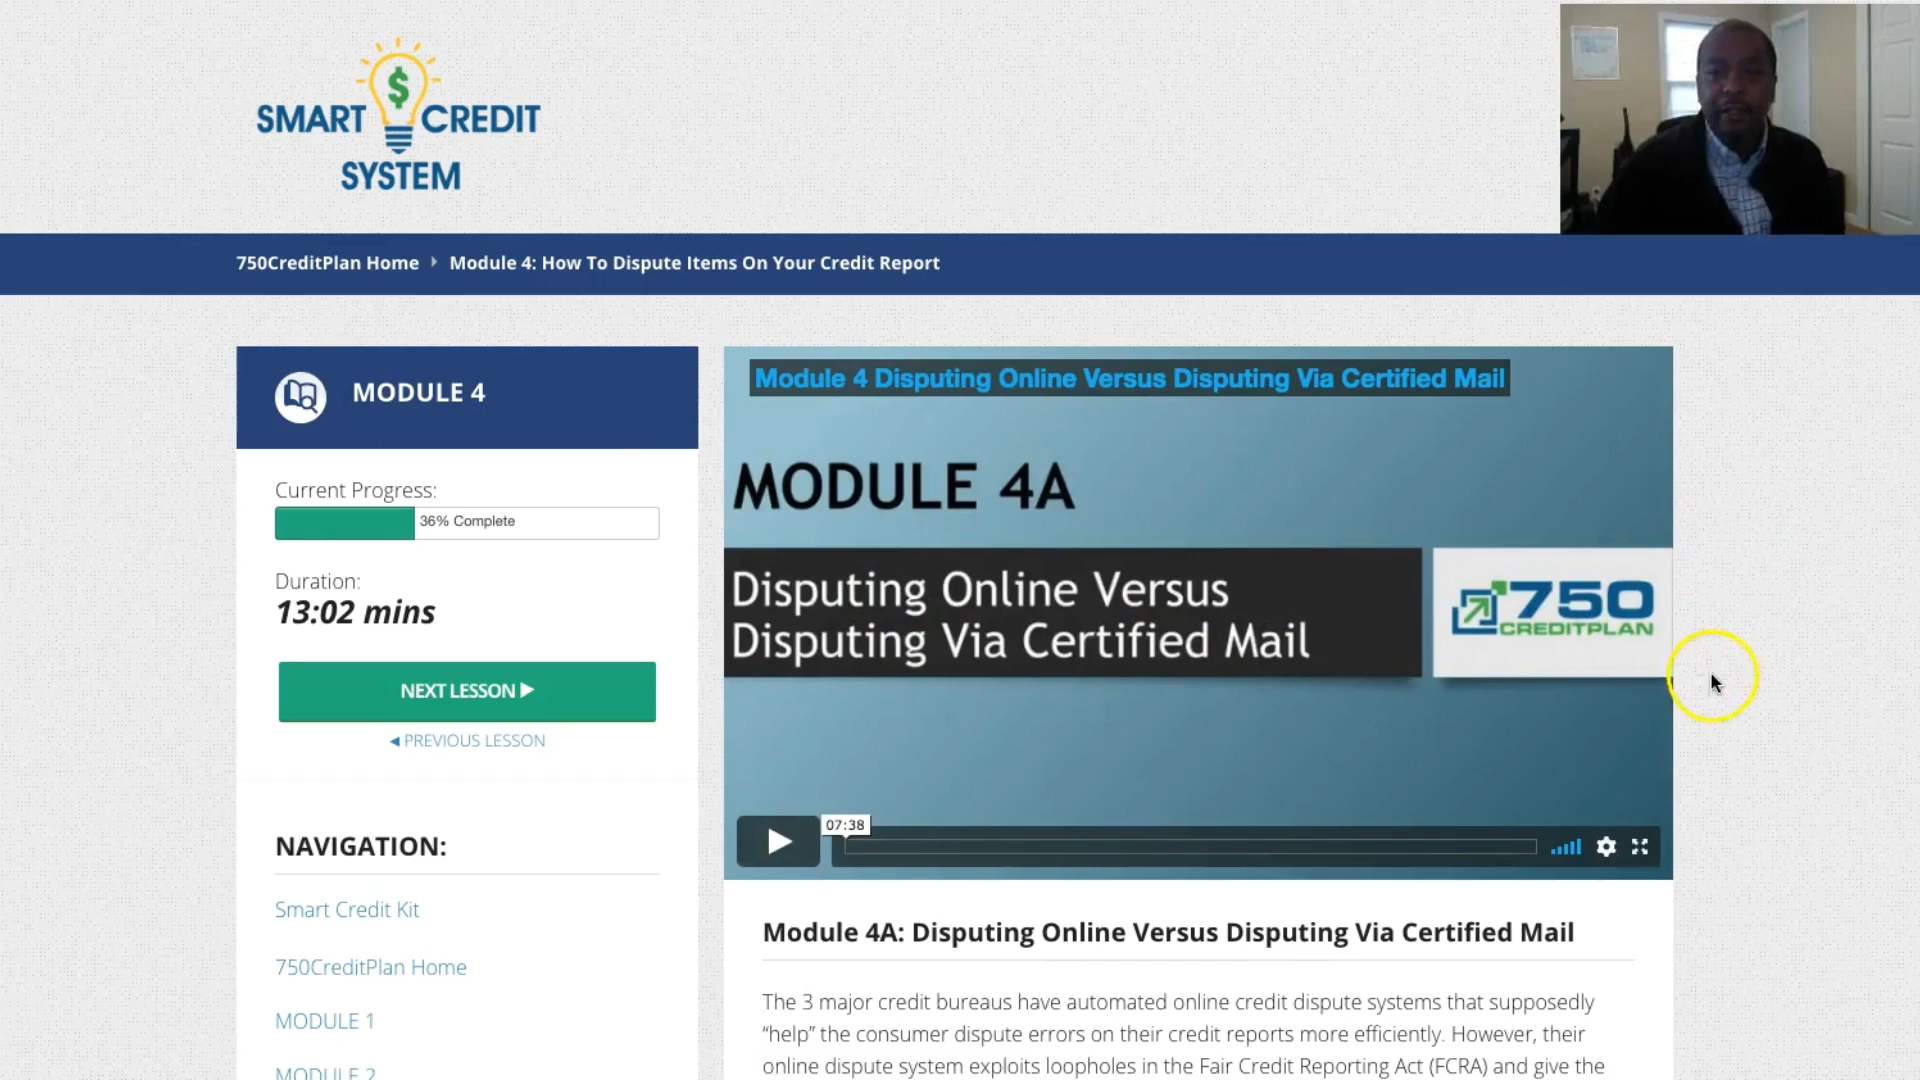 SMART CREDIT
SYSTEM
$
750CreditPlan Home
Module 4: How To Dispute Items On Your Credit Report
MODULE 4
Current Progress:
36% Complete
Duration:
13:02 mins
NEXT LESSON
PREVIOUS LESSON
NAVIGATION:
Smart Credit Kit
750CreditPlan Home
MODULE 1
MODULE 2
Module 4 Disputing Online Versus Disputing Via Certified Mail
MODULE 4A
Disputing Online Versus
Disputing Via Certified Mail
750
CREDITPLAN
07:38
Module 4A: Disputing Online Versus Disputing Via Certified Mail
The 3 major credit bureaus have automated online credit dispute systems that supposedly
“help” the consumer dispute errors on their credit reports more efficiently. However, their
online dispute system exploits loopholes in the Fair Credit Reporting Act (FCRA) and give the